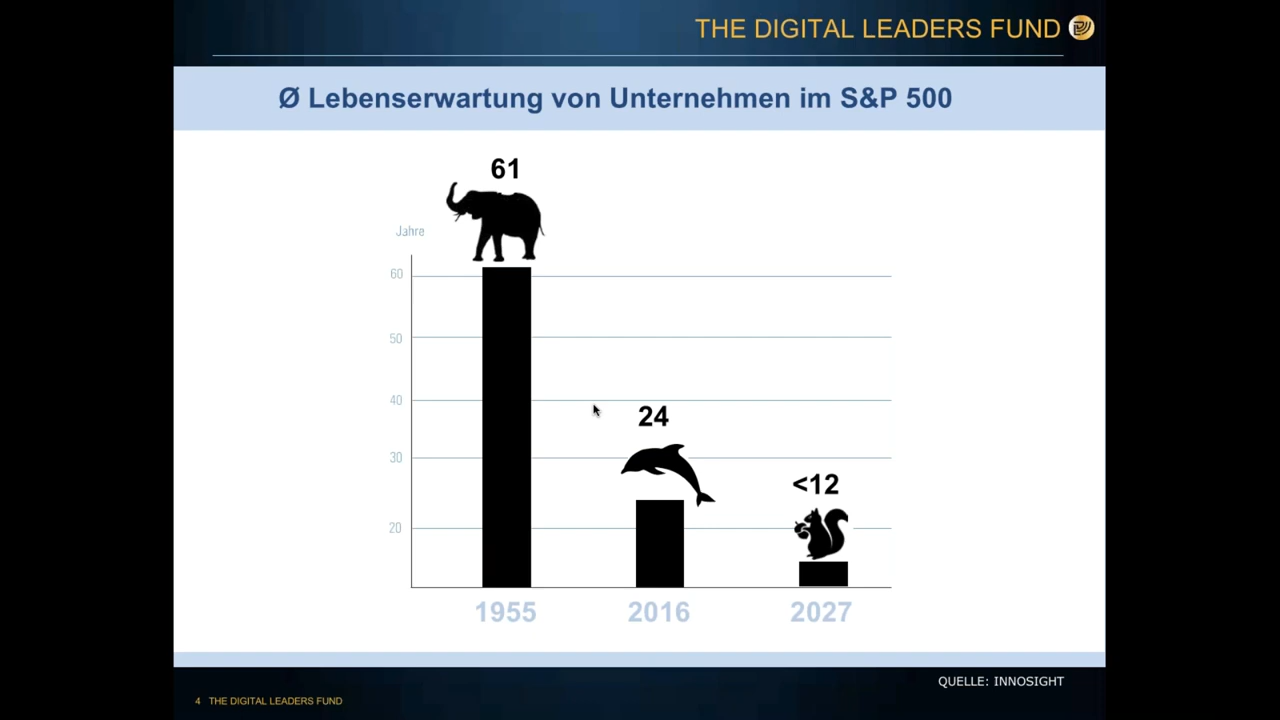 THE DIGITAL LEADERS FUND
Ø Lebenserwartung von Unternehmen im S&P 500
61
Jahre
60
50
40
24
30
<12
20
1955 2016 2027
QUELLE: INNOSIGHT
4 THE DIGITAL LEADERS FUND